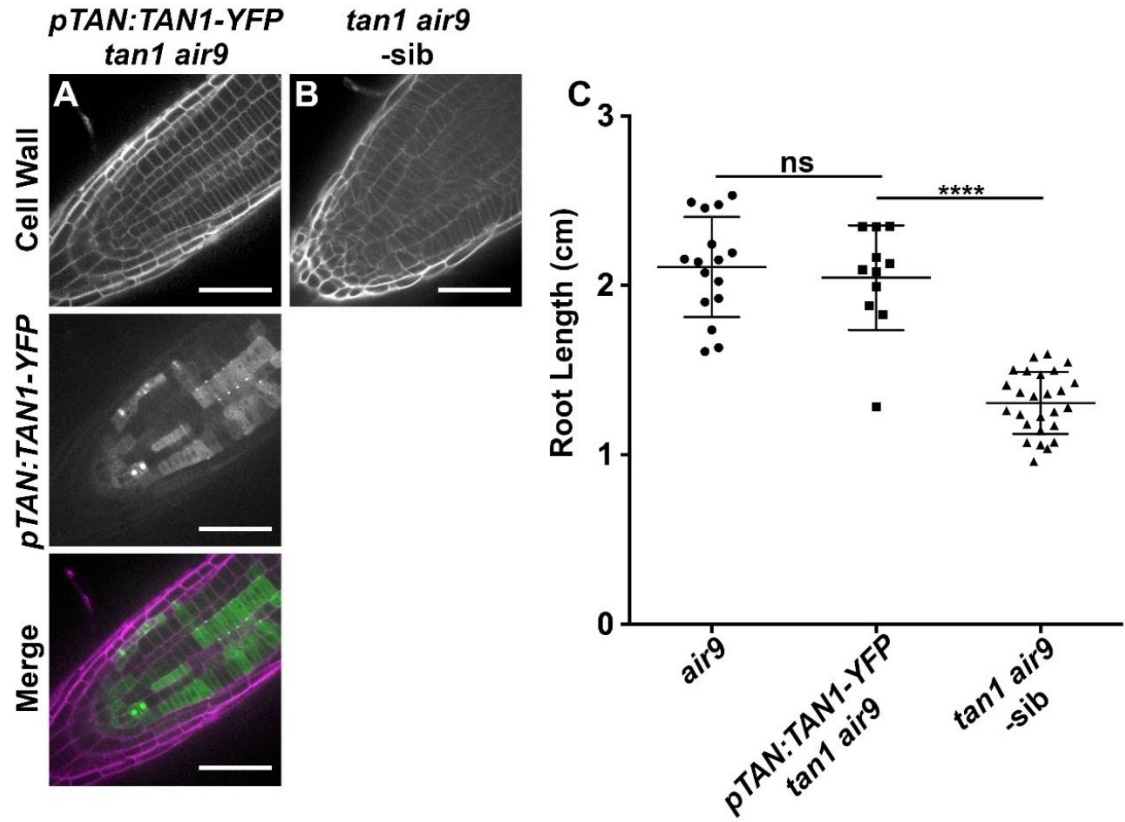 pTAN:TAN1-YFP
tan1 air9
tan1 air9
-sib
A
B
Cell Wall
pTAN:TAN1-YFP
Merge
C
3
2
1
0
Root Length (cm)
ns
****
air9
pTAN:TAN1-YFP
tan1 air9
tan1 air9
-sib